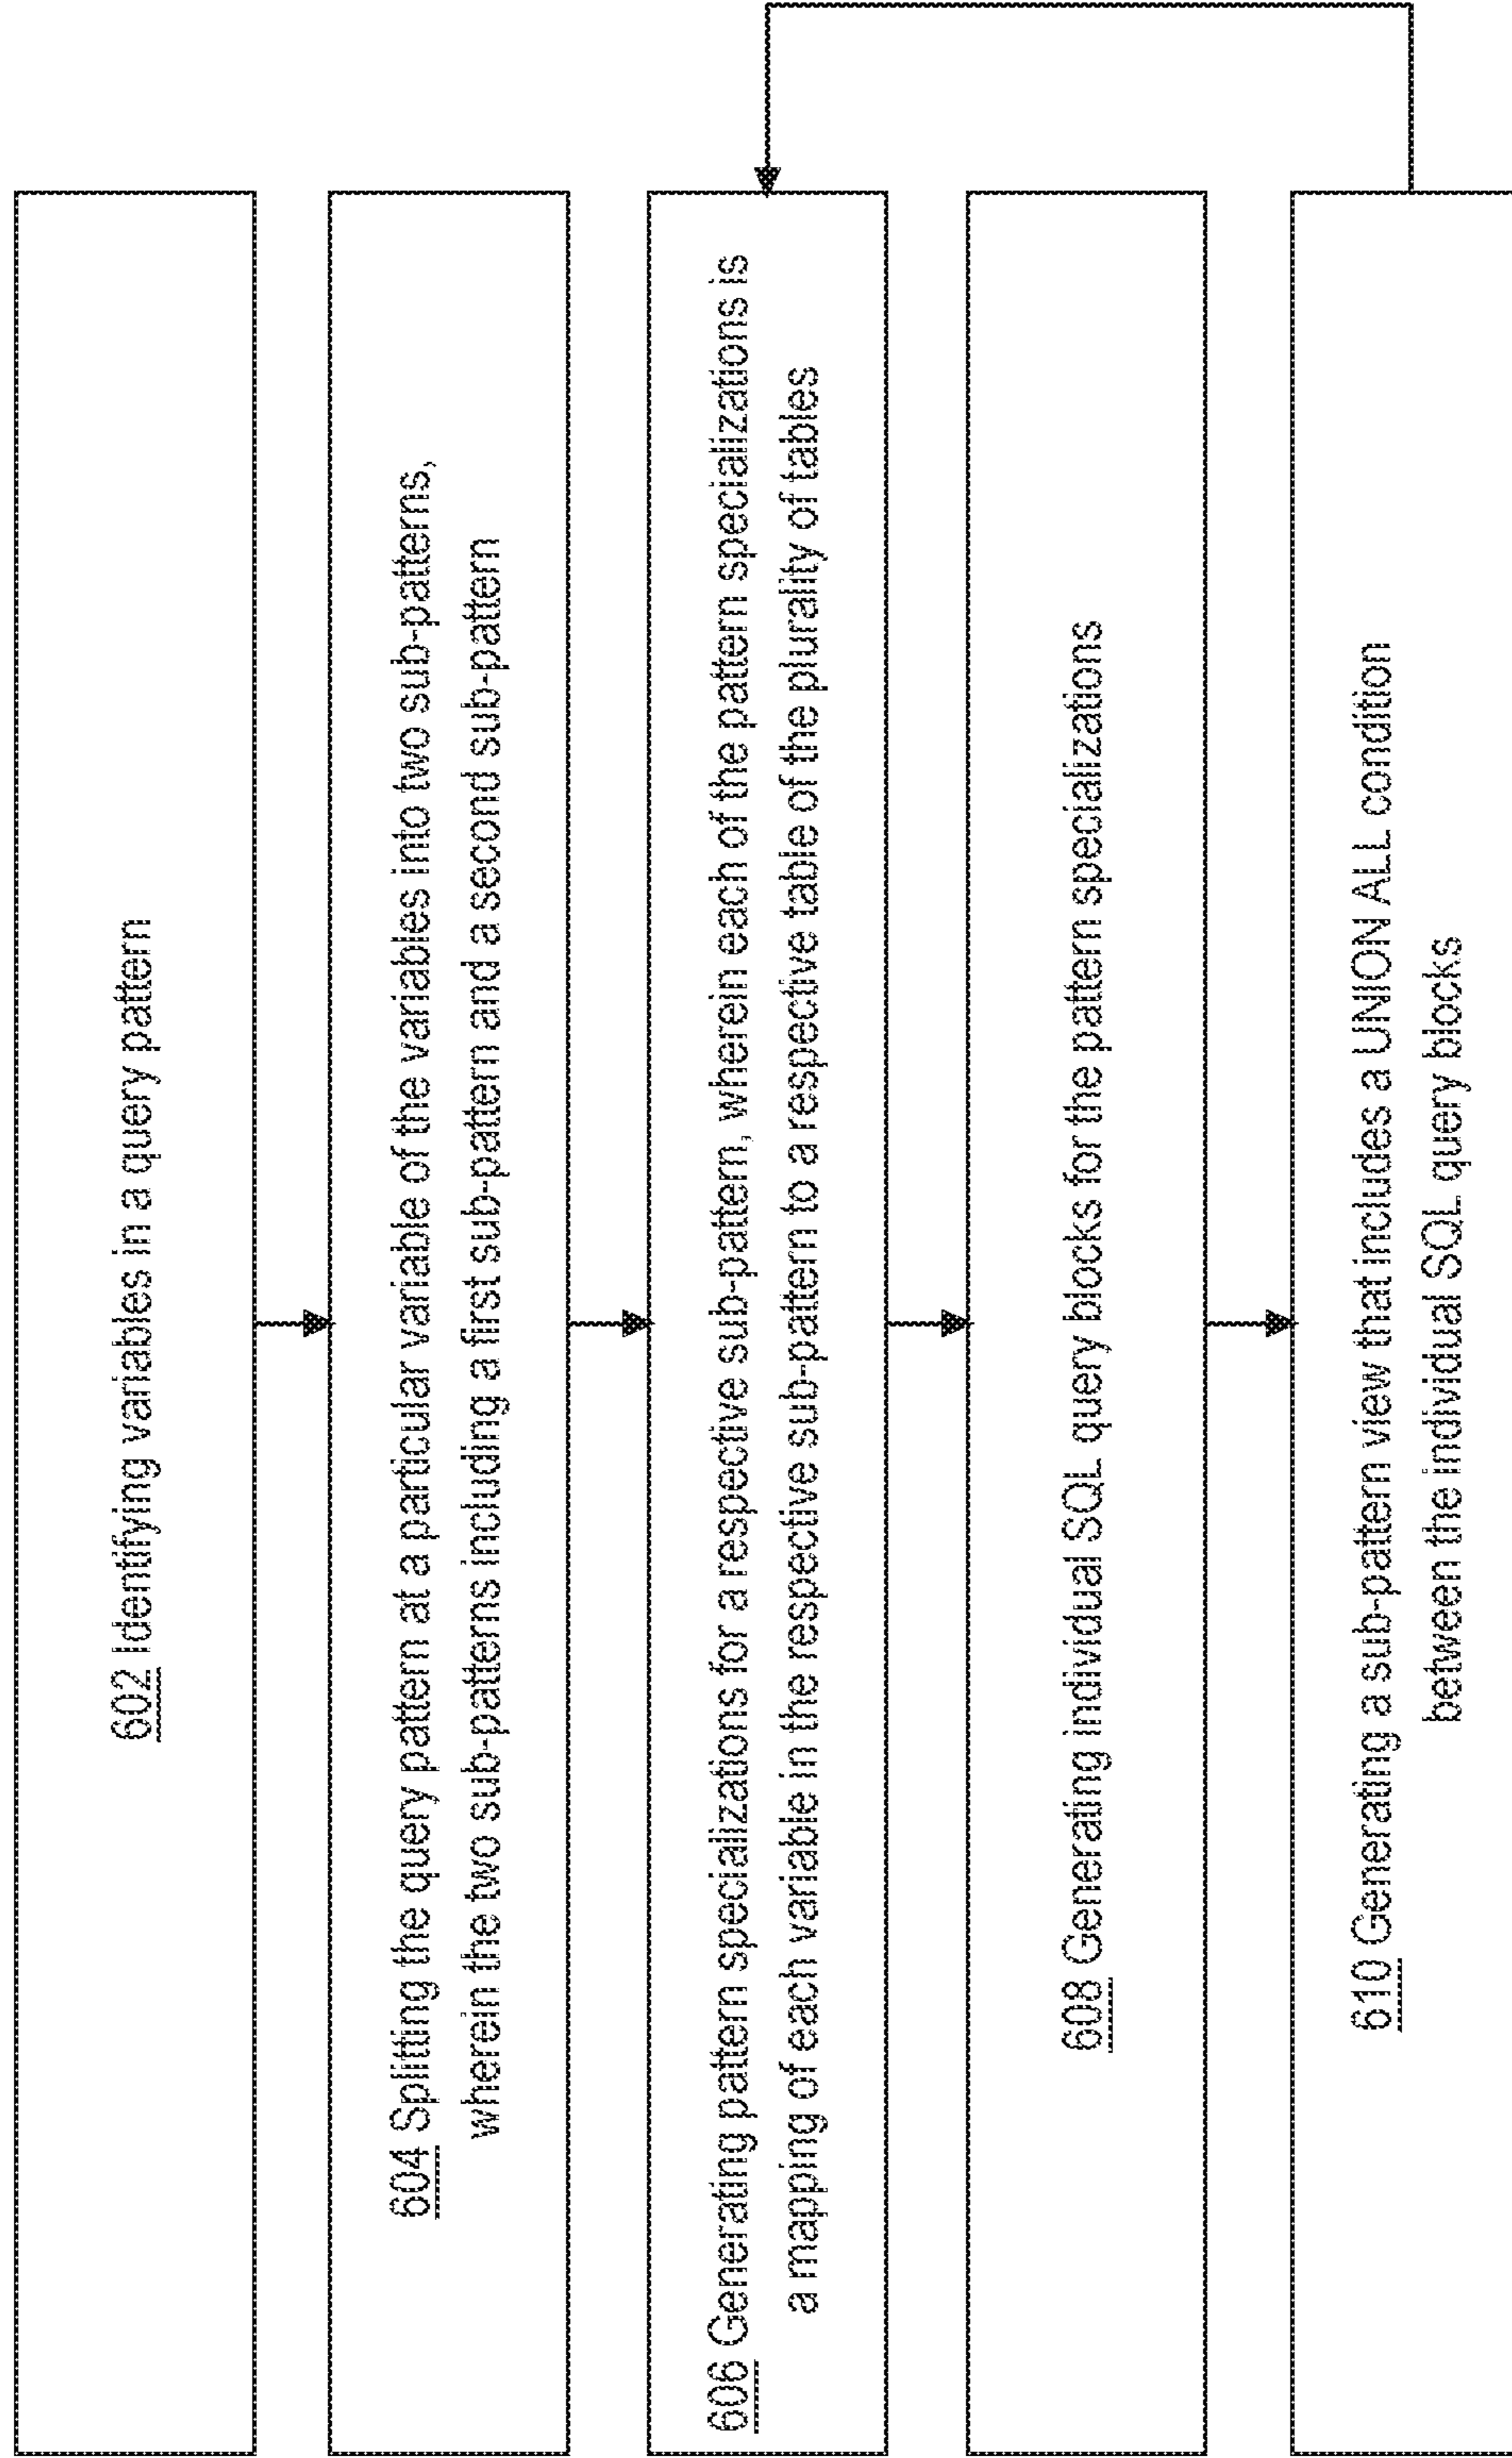 602 Identifying variables in a query pattern
604 Splitting the query pattern at a particular variable of the variables into two sub-patterns,
wherein the two sub-patterns including a first sub-pattern and a second sub-pattern
606 Generating pattern specializations for a respective sub-pattern, wherein each of the pattern specializations is
a mapping of each variable in the respective sub-pattern to a respective table of the plurality of tables
608 Generating individual SQL query blocks for the pattern specializations
610 Generating a sub-pattern view that includes a UNION ALL condition
between the individual SQL query blocks